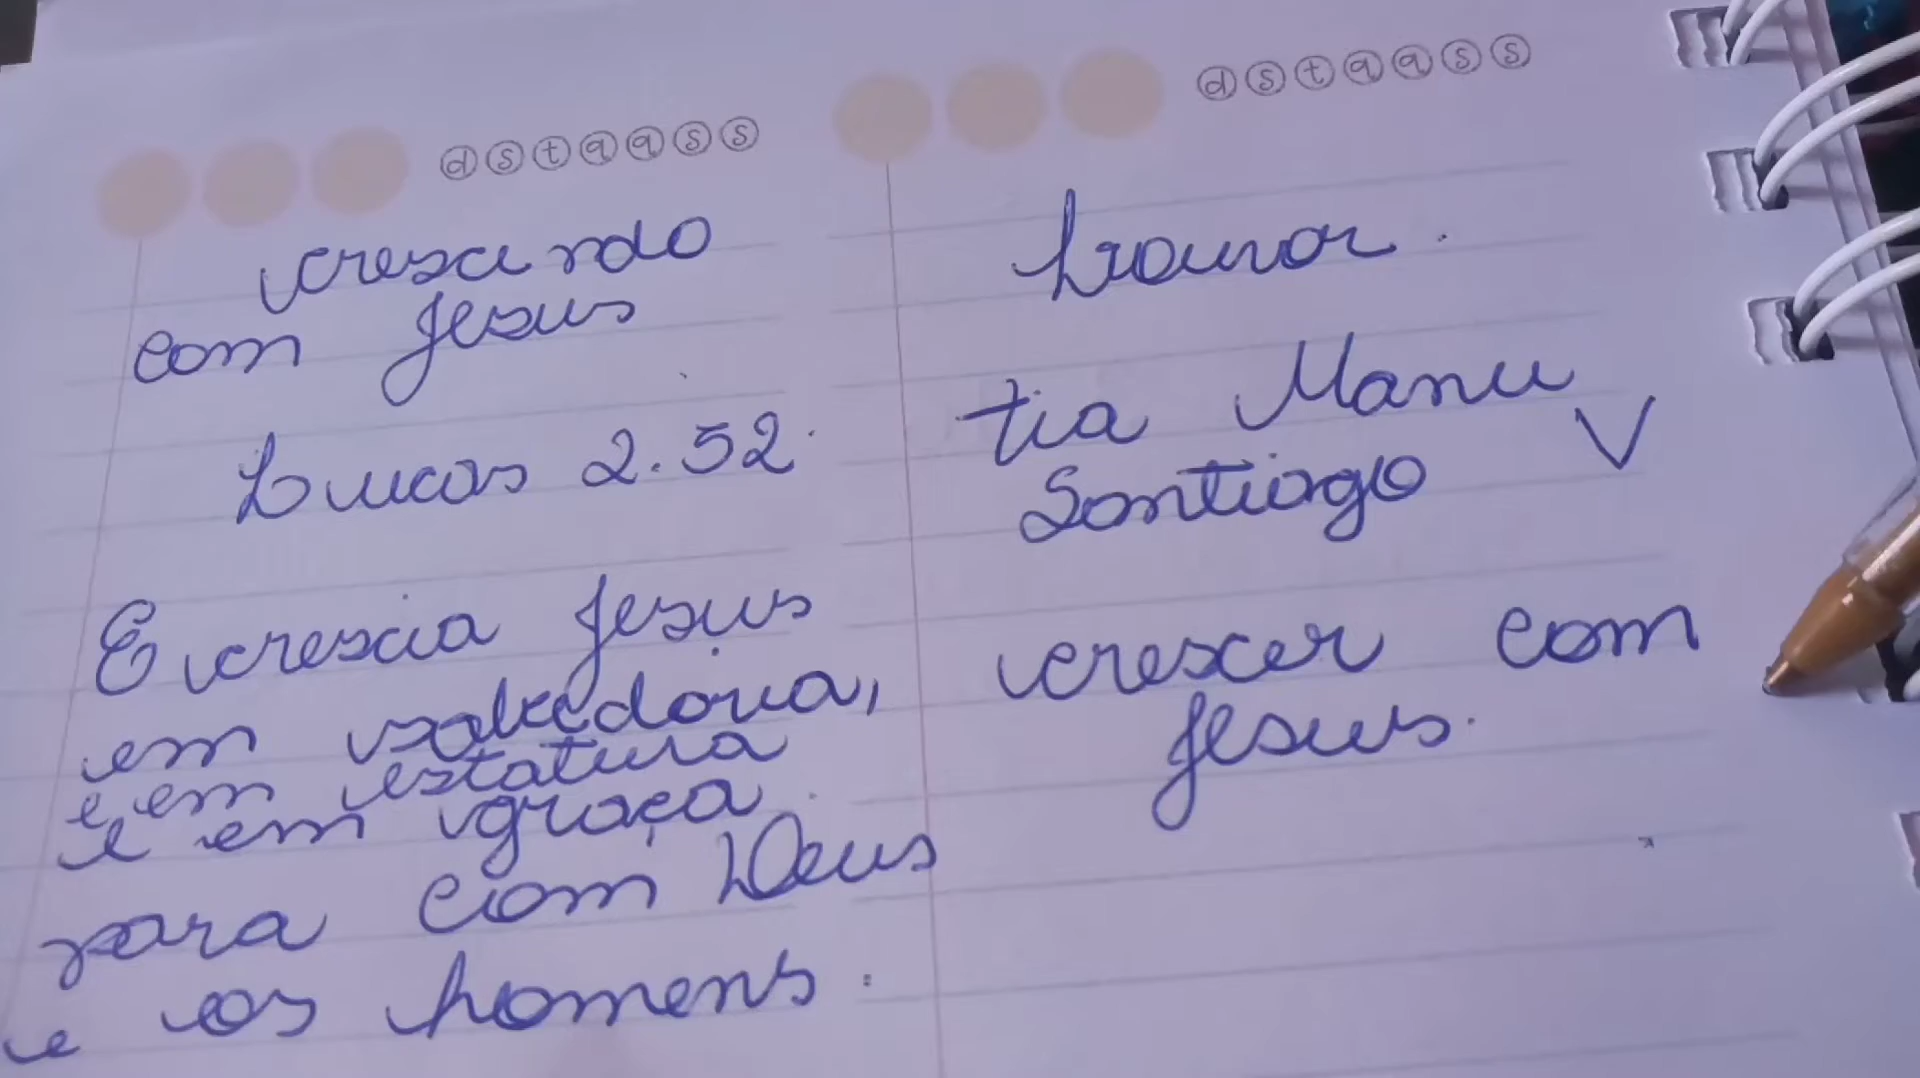 d s t q q s s
crescendo
com Jesus
Lucas 2.52.
E crescia Jesus
em sabedoria,
e em estatura
e em graça
para com Deus
e os homens.
d s t q q s s
Louvor.
tia Manu
Santiago
crescer com
Jesus.